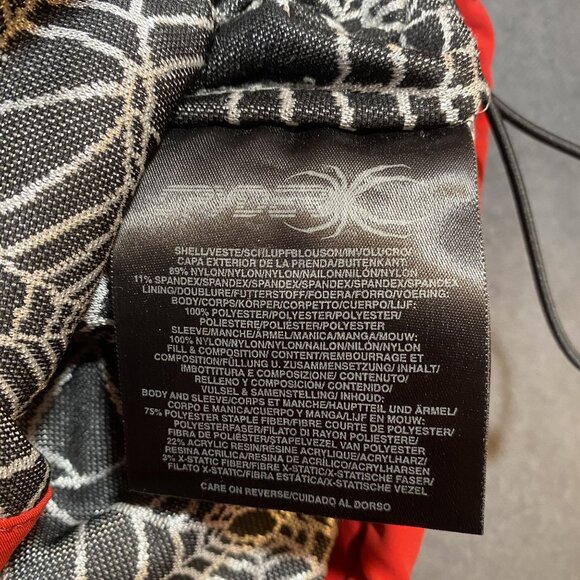 SPYDER
SHELL/VESTE/SCHLUPFBLOUSON/INVOLUCRO/
CAPA EXTERIOR DE LA PRENDA/BUITENKANT:
89% NYLON/NYLON/NYLON/NAILON/NILÓN/NYLON
11% SPANDEX/SPANDEX/SPANDEX/SPANDEX/SPANDEX/SPANDEX
LINING/DOUBLURE/FUTTERSTOFF/FODERA/FORRO/VOERING:
BODY/CORPS/KÖRPER/CORPETTO/CUERPO/LIJF:
100% POLYESTER/POLYESTER/POLYESTER/
POLIESTERE/POLIÉSTER/POLYESTER
SLEEVE/MANCHE/ÄRMEL/MANICA/MANGA/MOUW:
100% NYLON/NYLON/NYLON/NAILON/NILÓN/NYLON
FILL & COMPOSITION/ CONTENT/REMBOURRAGE ET
COMPOSITION/FÜLLUNG U. ZUSAMMENSETZUNG/ INHALT/
IMBOTTITURA E COMPOSIZIONE/ CONTENUTO/
RELLENO Y COMPOSICIÓN/ CONTENIDO/
VULSEL & SAMENSTELLING/ INHOUD:
BODY AND SLEEVE/CORPS ET MANCHE/HAUPTTEIL UND ÄRMEL/
CORPO E MANICA/CUERPO Y MANGA/LIJF EN MOUW:
75% POLYESTER STAPLE FIBER/FIBRE COURTE DE POLYESTER/
POLYESTERFASER/FILATO DI RAYON POLIESTERE/
FIBRA DE POLIÉSTER/STAPELVEZEL VAN POLYESTER
22% ACRYLIC RESIN/RÉSINE ACRYLIQUE/ACRYLHARZ/
RESINA ACRILICA/RESINA DE ACRÍLICO/ACRYLHARSEN
3% X-STATIC FIBER/FIBRE X-STATIC/X-STATIC FASER/
FILATO X-STATIC/FIBRA ESTÁTICA/X-STATISCHE VEZEL
CARE ON REVERSE/CUIDADO AL DORSO